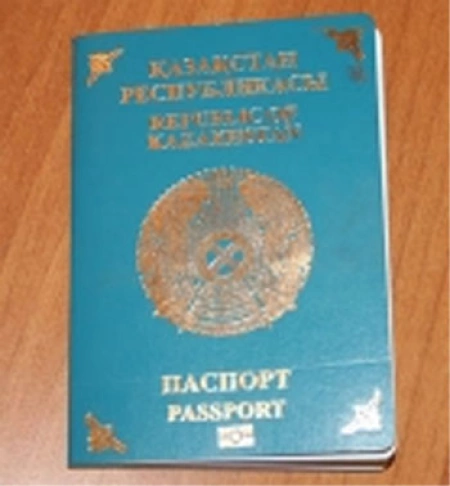 ҚАЗАҚСТАН
РЕСПУБЛИКАСЫ
REPUBLIC OF
KAZAKHSTAN
ПАСПОРТ
PASSPORT